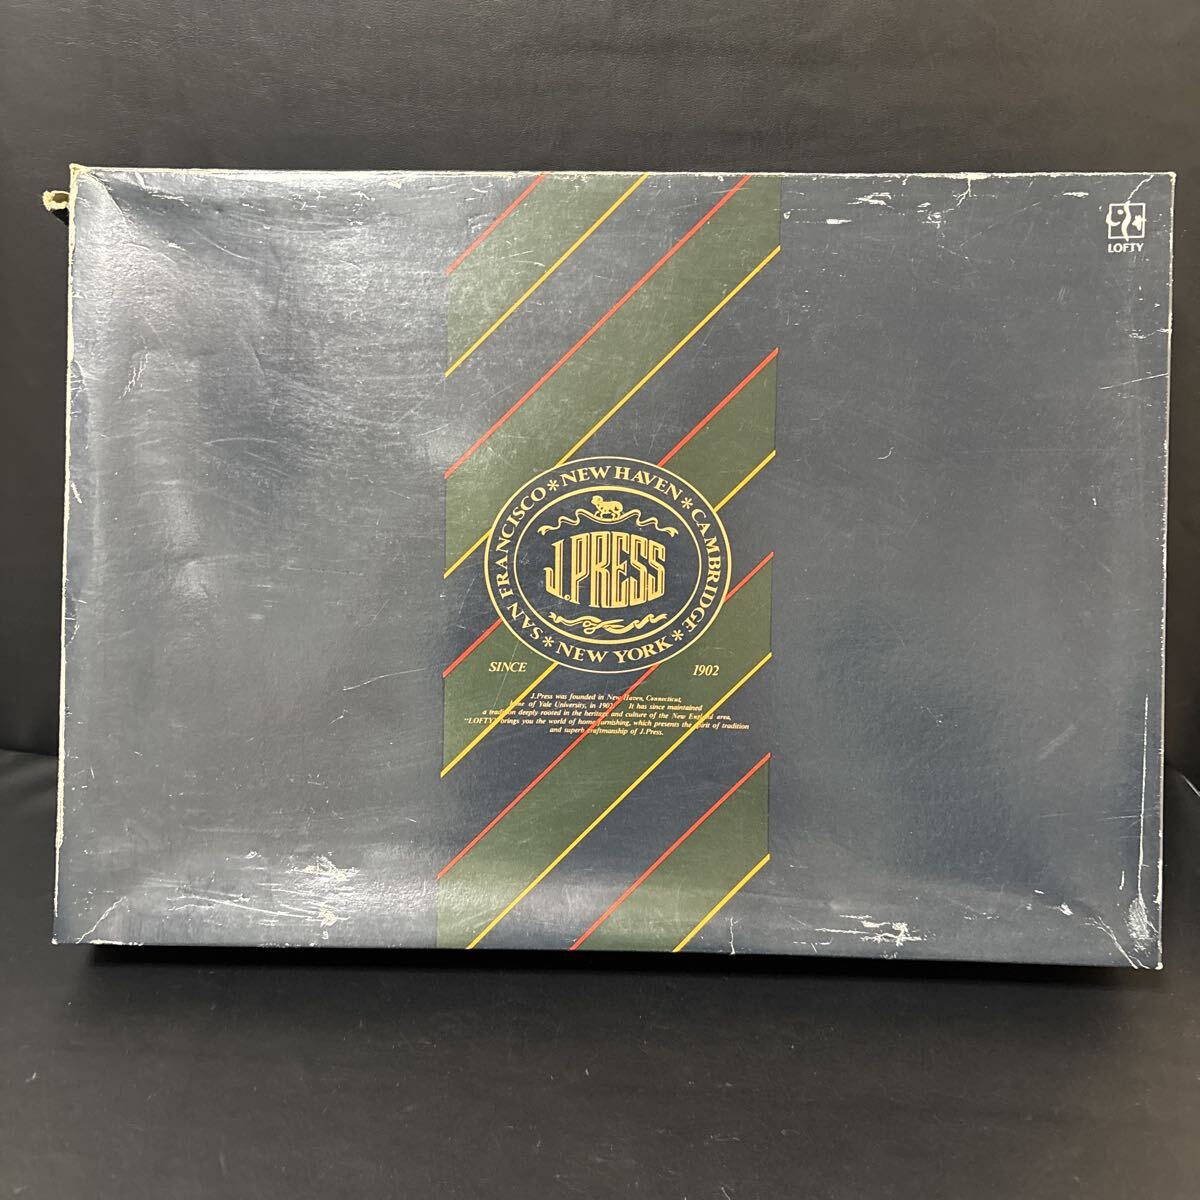 LOFTY
SAN FRANCISCO * NEW HAVEN * CAMBRIDGE * NEW YORK *
J.PRESS
SINCE 1902
J.Press was founded in New Haven, Connecticut,
home of Yale University, in 1902. It has since maintained
a tradition deeply rooted in the heritage and culture of the New England area,
"LOFTY" brings you the world of home furnishing, which presents the spirit of tradition
and superb craftmanship of J.Press.